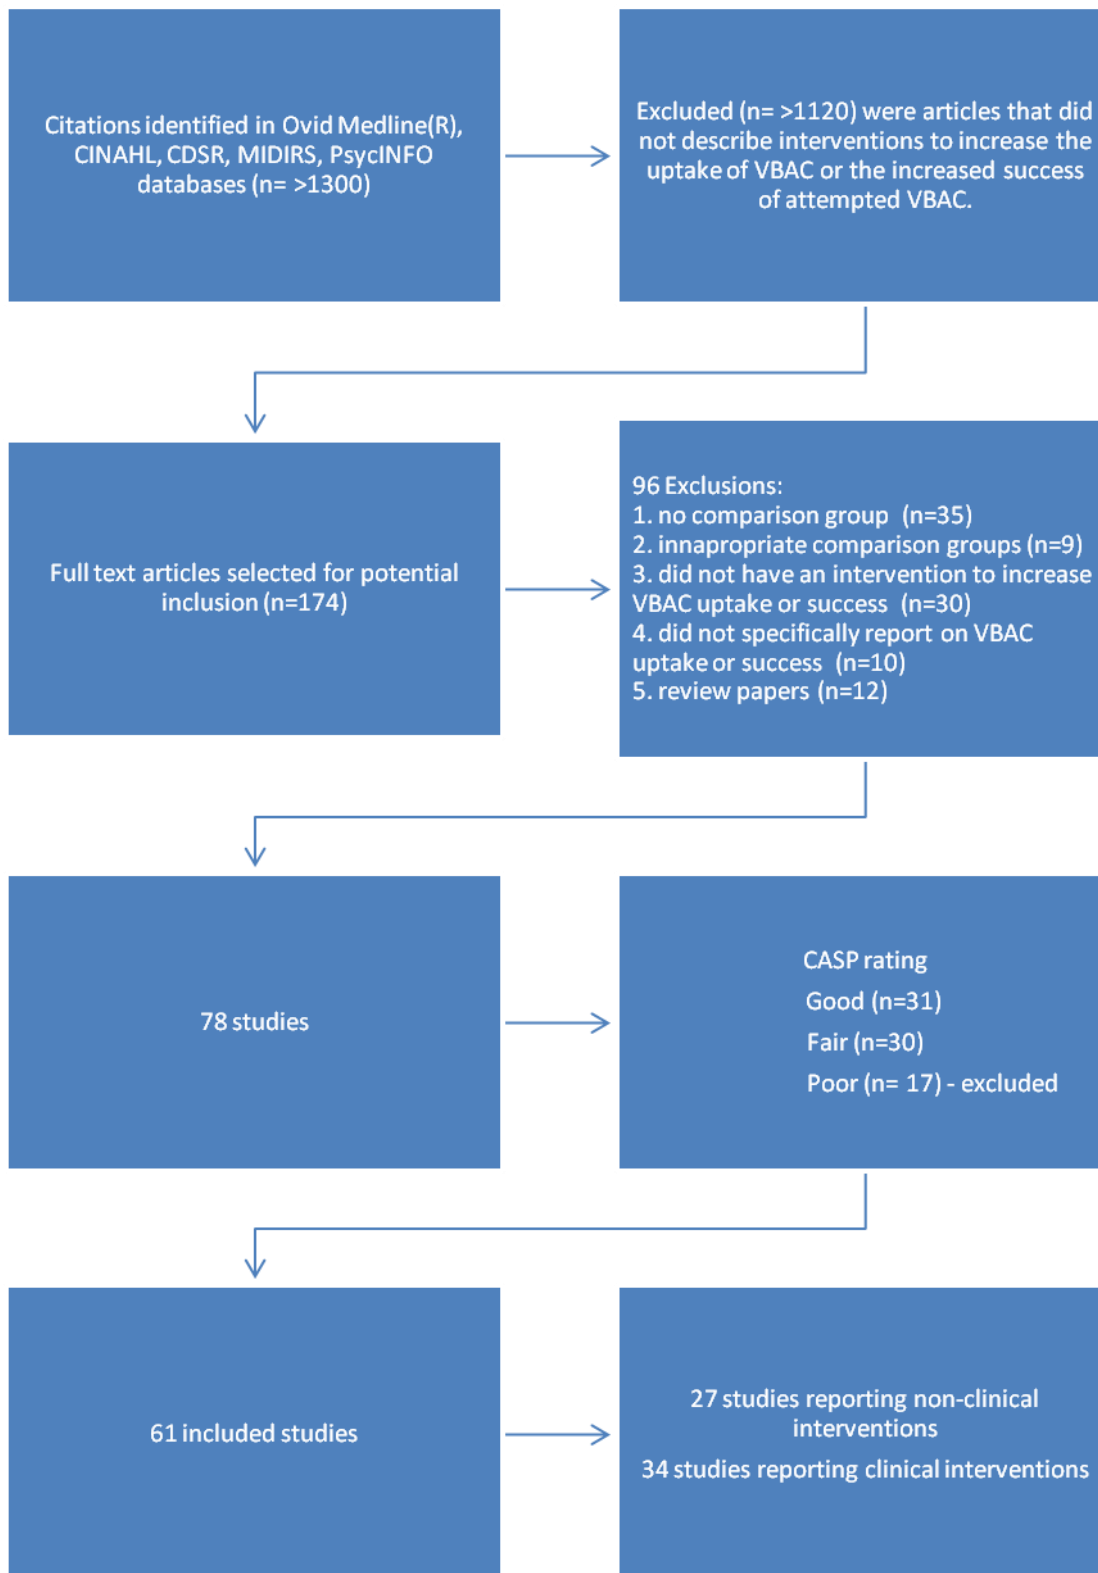 Citations identified in Ovid Medline(R),
CINAHL, CDSR, MIDIRS, PsycINFO
databases (n= >1300)
Excluded (n= >1120) were articles that did
not describe interventions to increase the
uptake of VBAC or the increased success
of attempted VBAC.
Full text articles selected for potential
inclusion (n=174)
96 Exclusions:
1. no comparison group (n=35)
2. innapropriate comparison groups (n=9)
3. did not have an intervention to increase
VBAC uptake or success (n=30)
4. did not specifically report on VBAC
uptake or success (n=10)
5. review papers (n=12)
78 studies
CASP rating
Good (n=31)
Fair (n=30)
Poor (n= 17) - excluded
61 included studies
27 studies reporting non-clinical
interventions
34 studies reporting clinical interventions